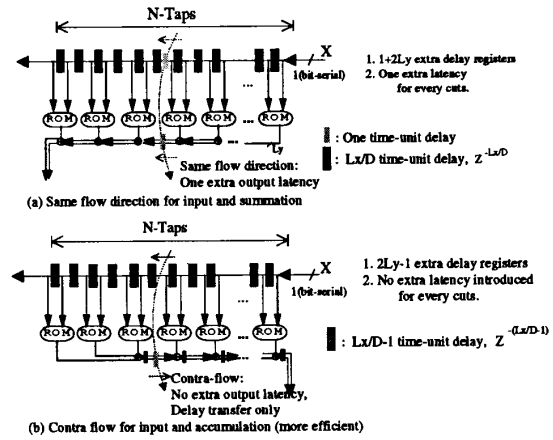 N-Taps
X
1(bit-serial)
1. 1+2Ly extra delay registers
2. One extra latency
for every cuts.
...
ROM ROM ROM ROM ROM ... ROM
... Ly
: One time-unit delay
Same flow direction:
One extra output latency
: Lx/D time-unit delay, Z^-Lx/D
(a) Same flow direction for input and summation
N-Taps
X
1(bit-serial)
1. 2Ly-1 extra delay registers
2. No extra latency introduced
for every cuts.
...
ROM ROM ROM ROM ROM ... ROM
...
: Lx/D-1 time-unit delay, Z^-(Lx/D-1)
Contra-flow:
No extra output latency,
Delay transfer only
(b) Contra flow for input and accumulation (more efficient)